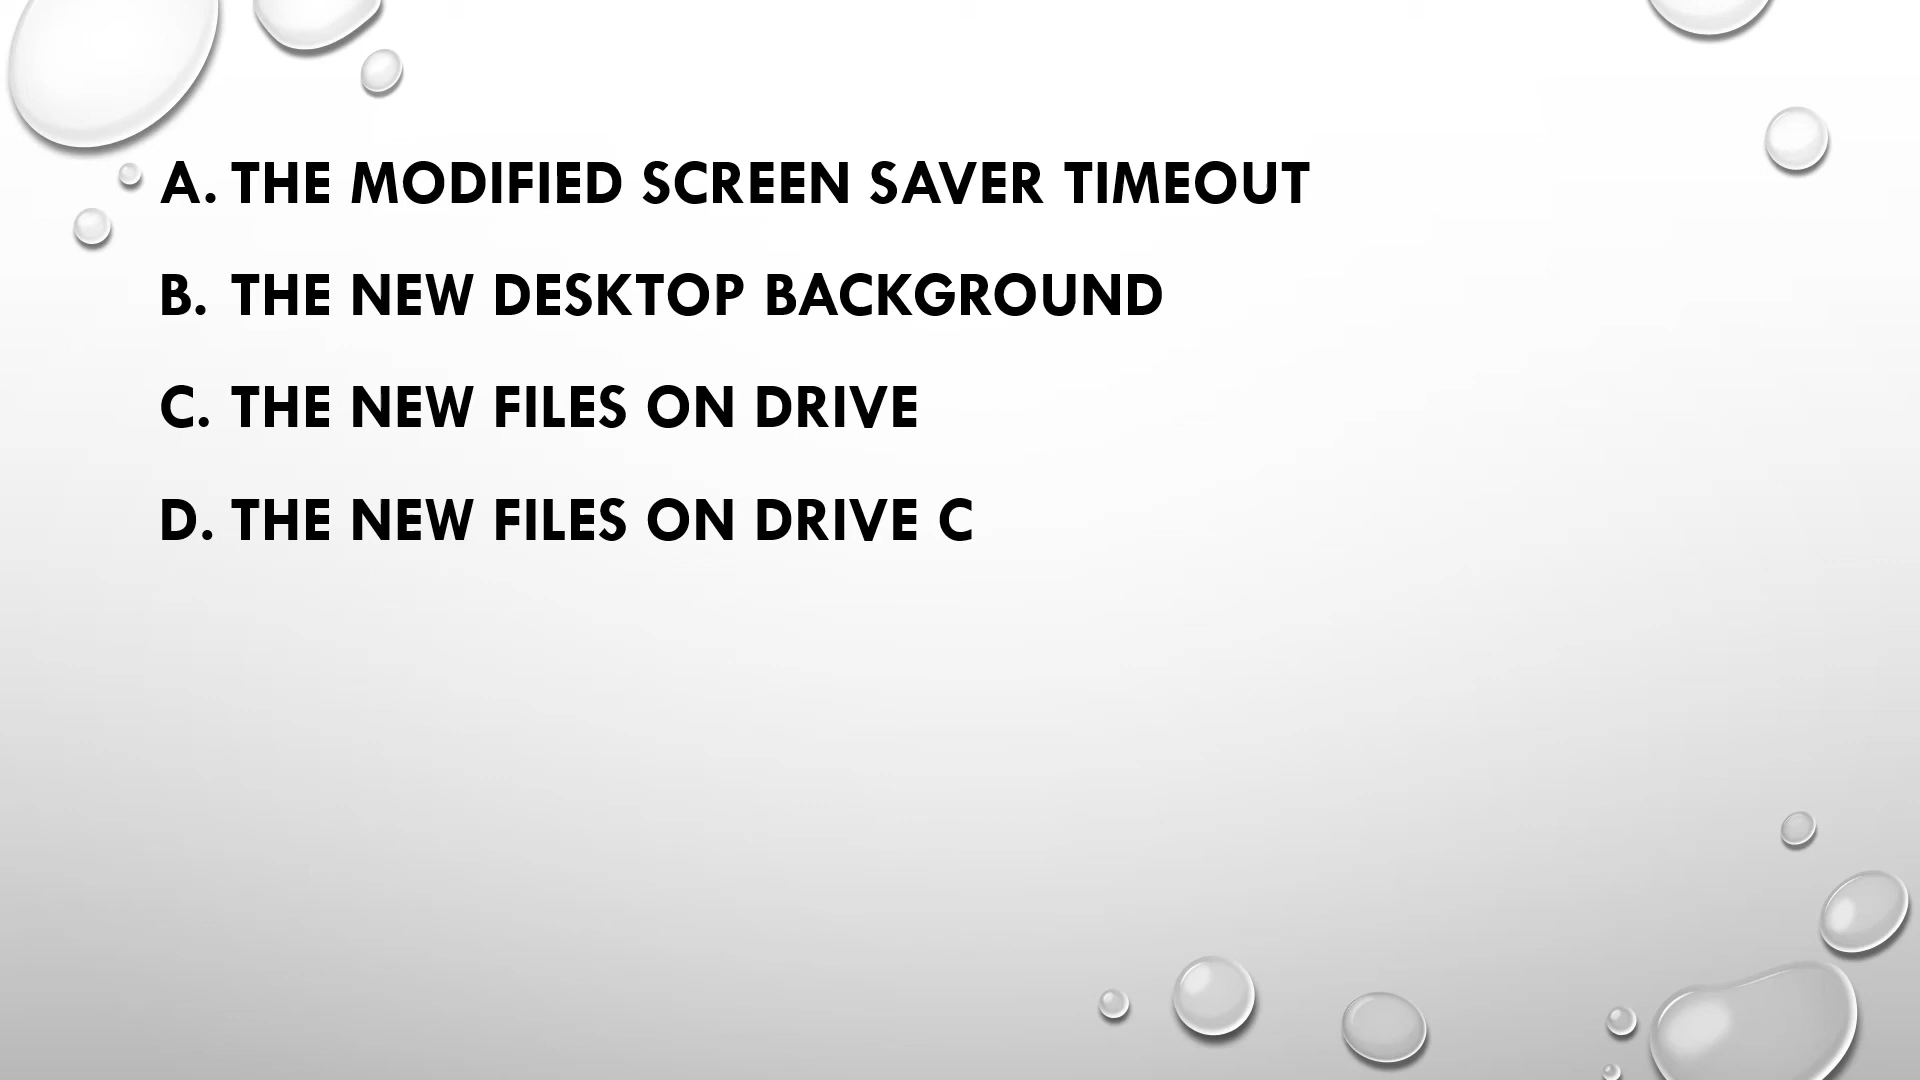 A. THE MODIFIED SCREEN SAVER TIMEOUT
B. THE NEW DESKTOP BACKGROUND
C. THE NEW FILES ON DRIVE
D. THE NEW FILES ON DRIVE C